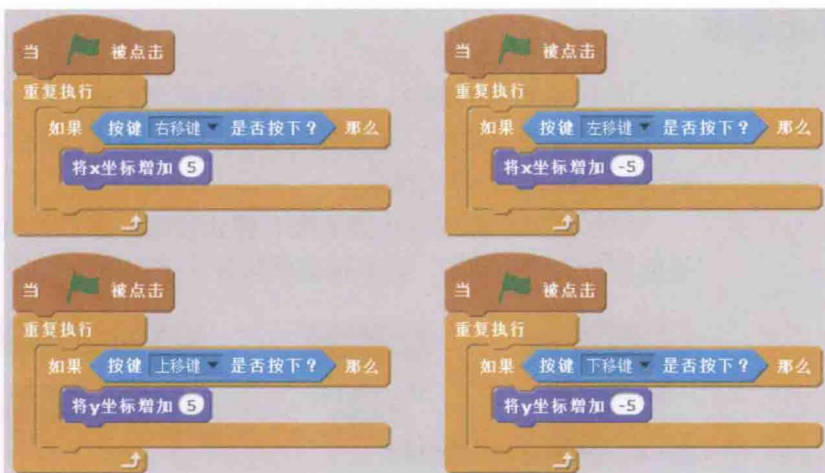 当 被点击
重复执行
如果 按键 右移键 是否按下? 那么
将x坐标增加 5
当 被点击
重复执行
如果 按键 左移键 是否按下? 那么
将x坐标增加 -5
当 被点击
重复执行
如果 按键 上移键 是否按下? 那么
将y坐标增加 5
当 被点击
重复执行
如果 按键 下移键 是否按下? 那么
将y坐标增加 -5